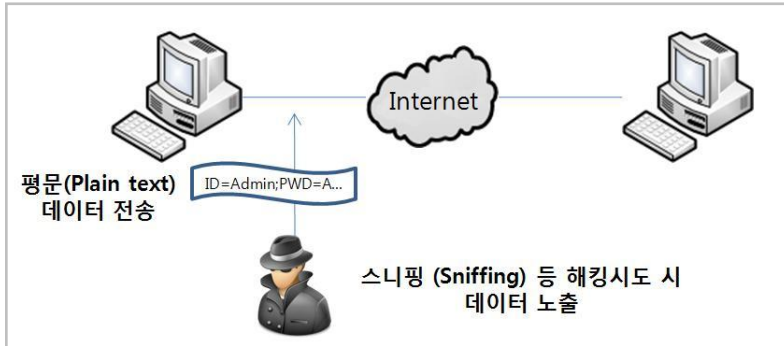 Internet
ID=Admin;PWD=A...
평문(Plain text)
데이터 전송
스니핑 (Sniffing) 등 해킹시도 시
데이터 노출